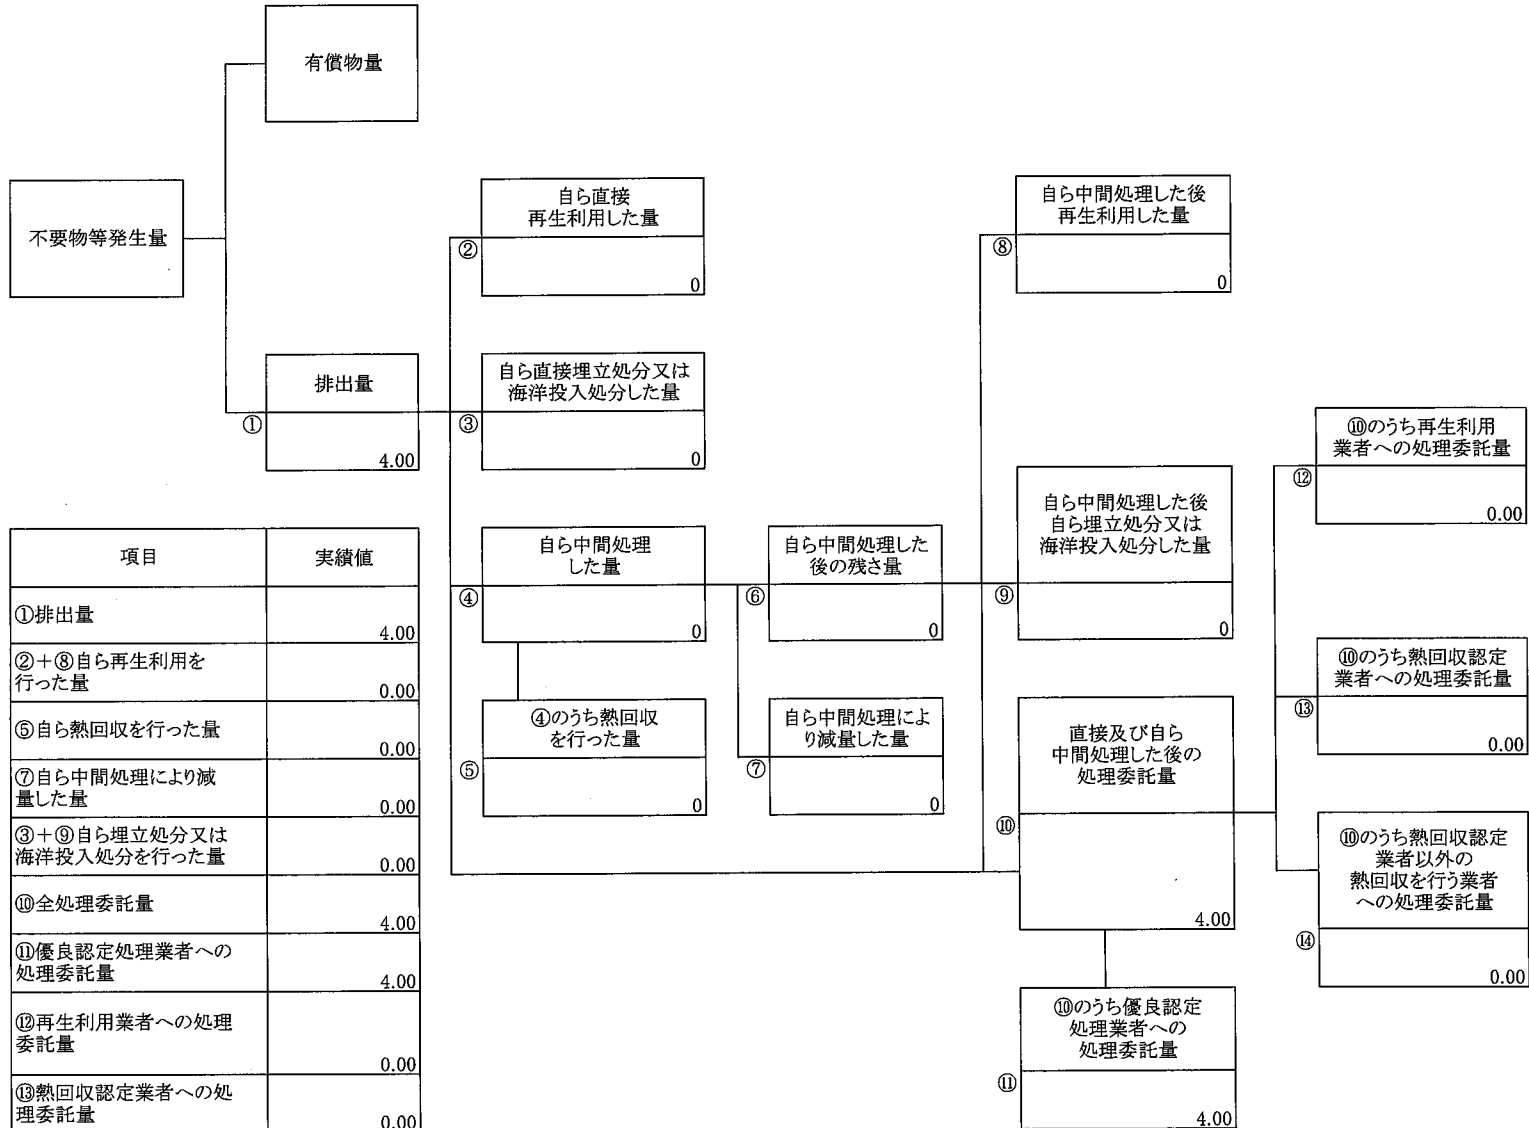 有償物量
不要物等発生量
排出量
①
4.00
自ら直接
再生利用した量
②
0
自ら直接埋立処分又は
海洋投入処分した量
③
0
自ら中間処理
した量
④
0
④のうち熱回収
を行った量
⑤
0
自ら中間処理した
後の残さ量
⑥
0
自ら中間処理によ
り減量した量
⑦
0
自ら中間処理した後
再生利用した量
⑧
0
自ら中間処理した後
自ら埋立処分又は
海洋投入処分した量
⑨
0
直接及び自ら
中間処理した後の
処理委託量
⑩
4.00
⑩のうち優良認定
処理業者への
処理委託量
⑪
4.00
⑩のうち再生利用
業者への処理委託量
⑫
0.00
⑩のうち熱回収認定
業者への処理委託量
⑬
0.00
⑩のうち熱回収認定
業者以外の
熱回収を行う業者
への処理委託量
⑭
0.00
項目 実績値
①排出量
4.00
②+⑧自ら再生利用を
行った量
0.00
⑤自ら熱回収を行った量
0.00
⑦自ら中間処理により減
量した量
0.00
③+⑨自ら埋立処分又は
海洋投入処分を行った量
0.00
⑩全処理委託量
4.00
⑪優良認定処理業者への
処理委託量
4.00
⑫再生利用業者への処理
委託量
0.00
⑬熱回収認定業者への処
理委託量
0.00